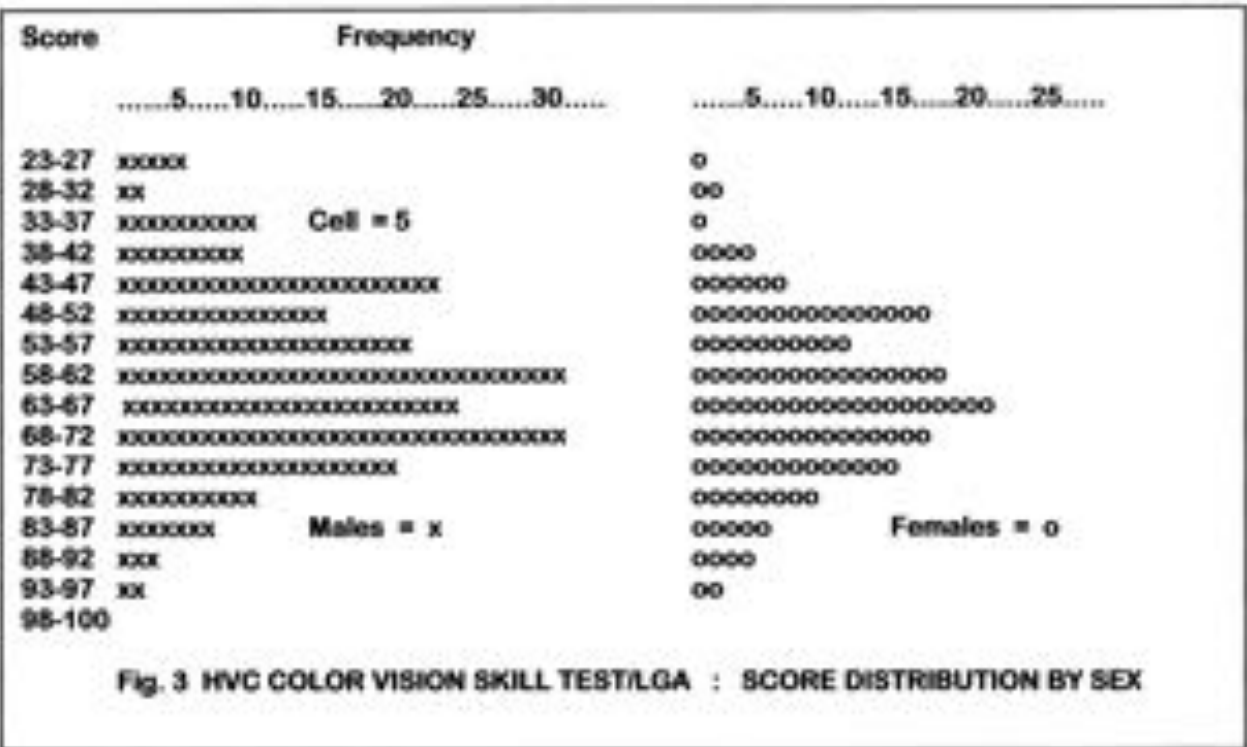 Score Frequency
.......5.....10.....15.....20.....25.....30..... .......5.....10.....15.....20.....25.....
23-27 xxxxx o
28-32 xx oo
33-37 xxxxxxxxxx Cell = 5 o
38-42 xxxxxxxxx oooo
43-47 xxxxxxxxxxxxxxxxxxxxxxx oooooo
48-52 xxxxxxxxxxxxxxx ooooooooooooooo
53-57 xxxxxxxxxxxxxxxxxxxxx oooooooooo
58-62 xxxxxxxxxxxxxxxxxxxxxxxxxxxxxxxx oooooooooooooooo
63-67 xxxxxxxxxxxxxxxxxxxxxxxx ooooooooooooooooooo
68-72 xxxxxxxxxxxxxxxxxxxxxxxxxxxxxxxx ooooooooooooooo
73-77 xxxxxxxxxxxxxxxxxxxx ooooooooooooo
78-82 xxxxxxxxxx oooooooo
83-87 xxxxxxx Males = x ooooo Females = o
88-92 xxx oooo
93-97 xx oo
98-100
Fig. 3 HVC COLOR VISION SKILL TEST/LGA : SCORE DISTRIBUTION BY SEX